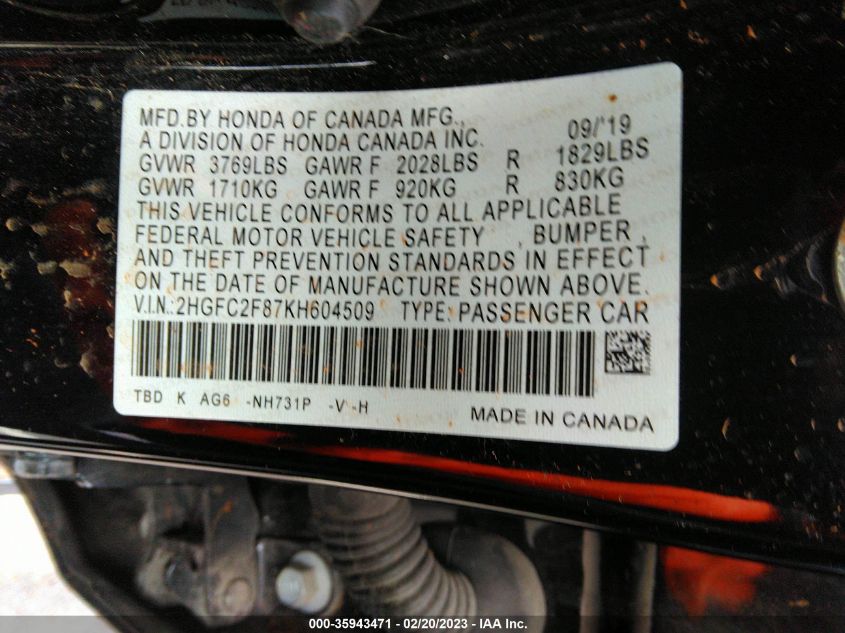 MFD.BY HONDA OF CANADA MFG.,
A DIVISION OF HONDA CANADA INC. 09/'19
GVWR 3769LBS GAWR F 2028LBS R 1829LBS
GVWR 1710KG GAWR F 920KG R 830KG
THIS VEHICLE CONFORMS TO ALL APPLICABLE
FEDERAL MOTOR VEHICLE SAFETY , BUMPER ,
AND THEFT PREVENTION STANDARDS IN EFFECT
ON THE DATE OF MANUFACTURE SHOWN ABOVE.
V.I.N.:2HGFC2F87KH604509 TYPE: PASSENGER CAR
TBD K AG6 -NH731P -V -H
MADE IN CANADA
000-35943471 — 02/20/2023 — IAA Inc.